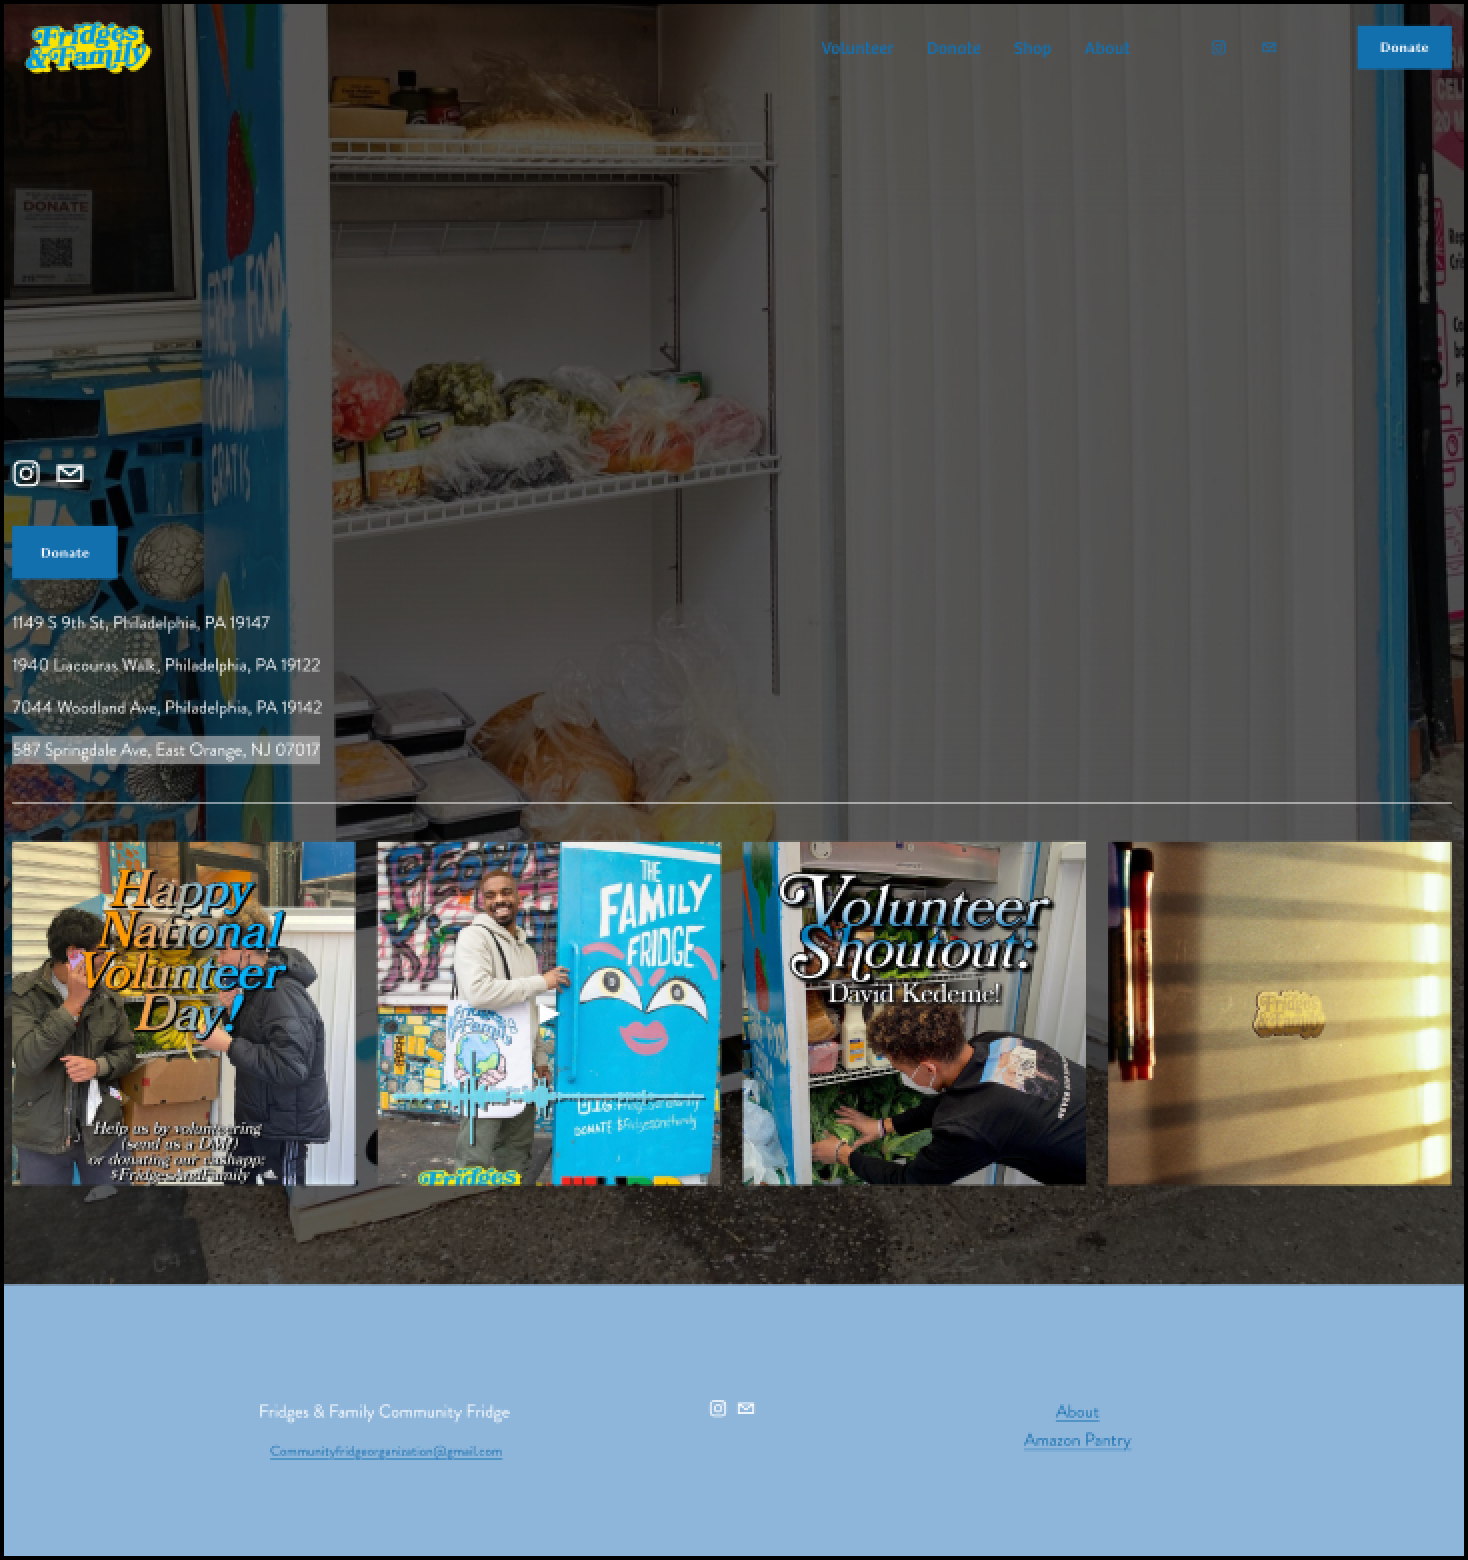 Fridges
& Family
Volunteer
Donate
Shop
About
Donate
DONATE
FREE FOOD
COMIDA
GRATIS
Donate
1149 S 9th St, Philadelphia, PA 19147
1940 Liacouras Walk, Philadelphia, PA 19122
7044 Woodland Ave, Philadelphia, PA 19142
587 Springdale Ave, East Orange, NJ 07017
Happy
National
Volunteer
Day!
Help us by volunteering
(send us a DM!)
or donating our cashapp:
$FridgesAndFamily
THE
FAMILY
FRIDGE
IG:
DONATE $fridgesandfamily
Fridges
Volunteer
Shoutout:
David Kedeme!
Fridges
Fridges & Family Community Fridge
Communityfridgeorganization@gmail.com
About
Amazon Pantry